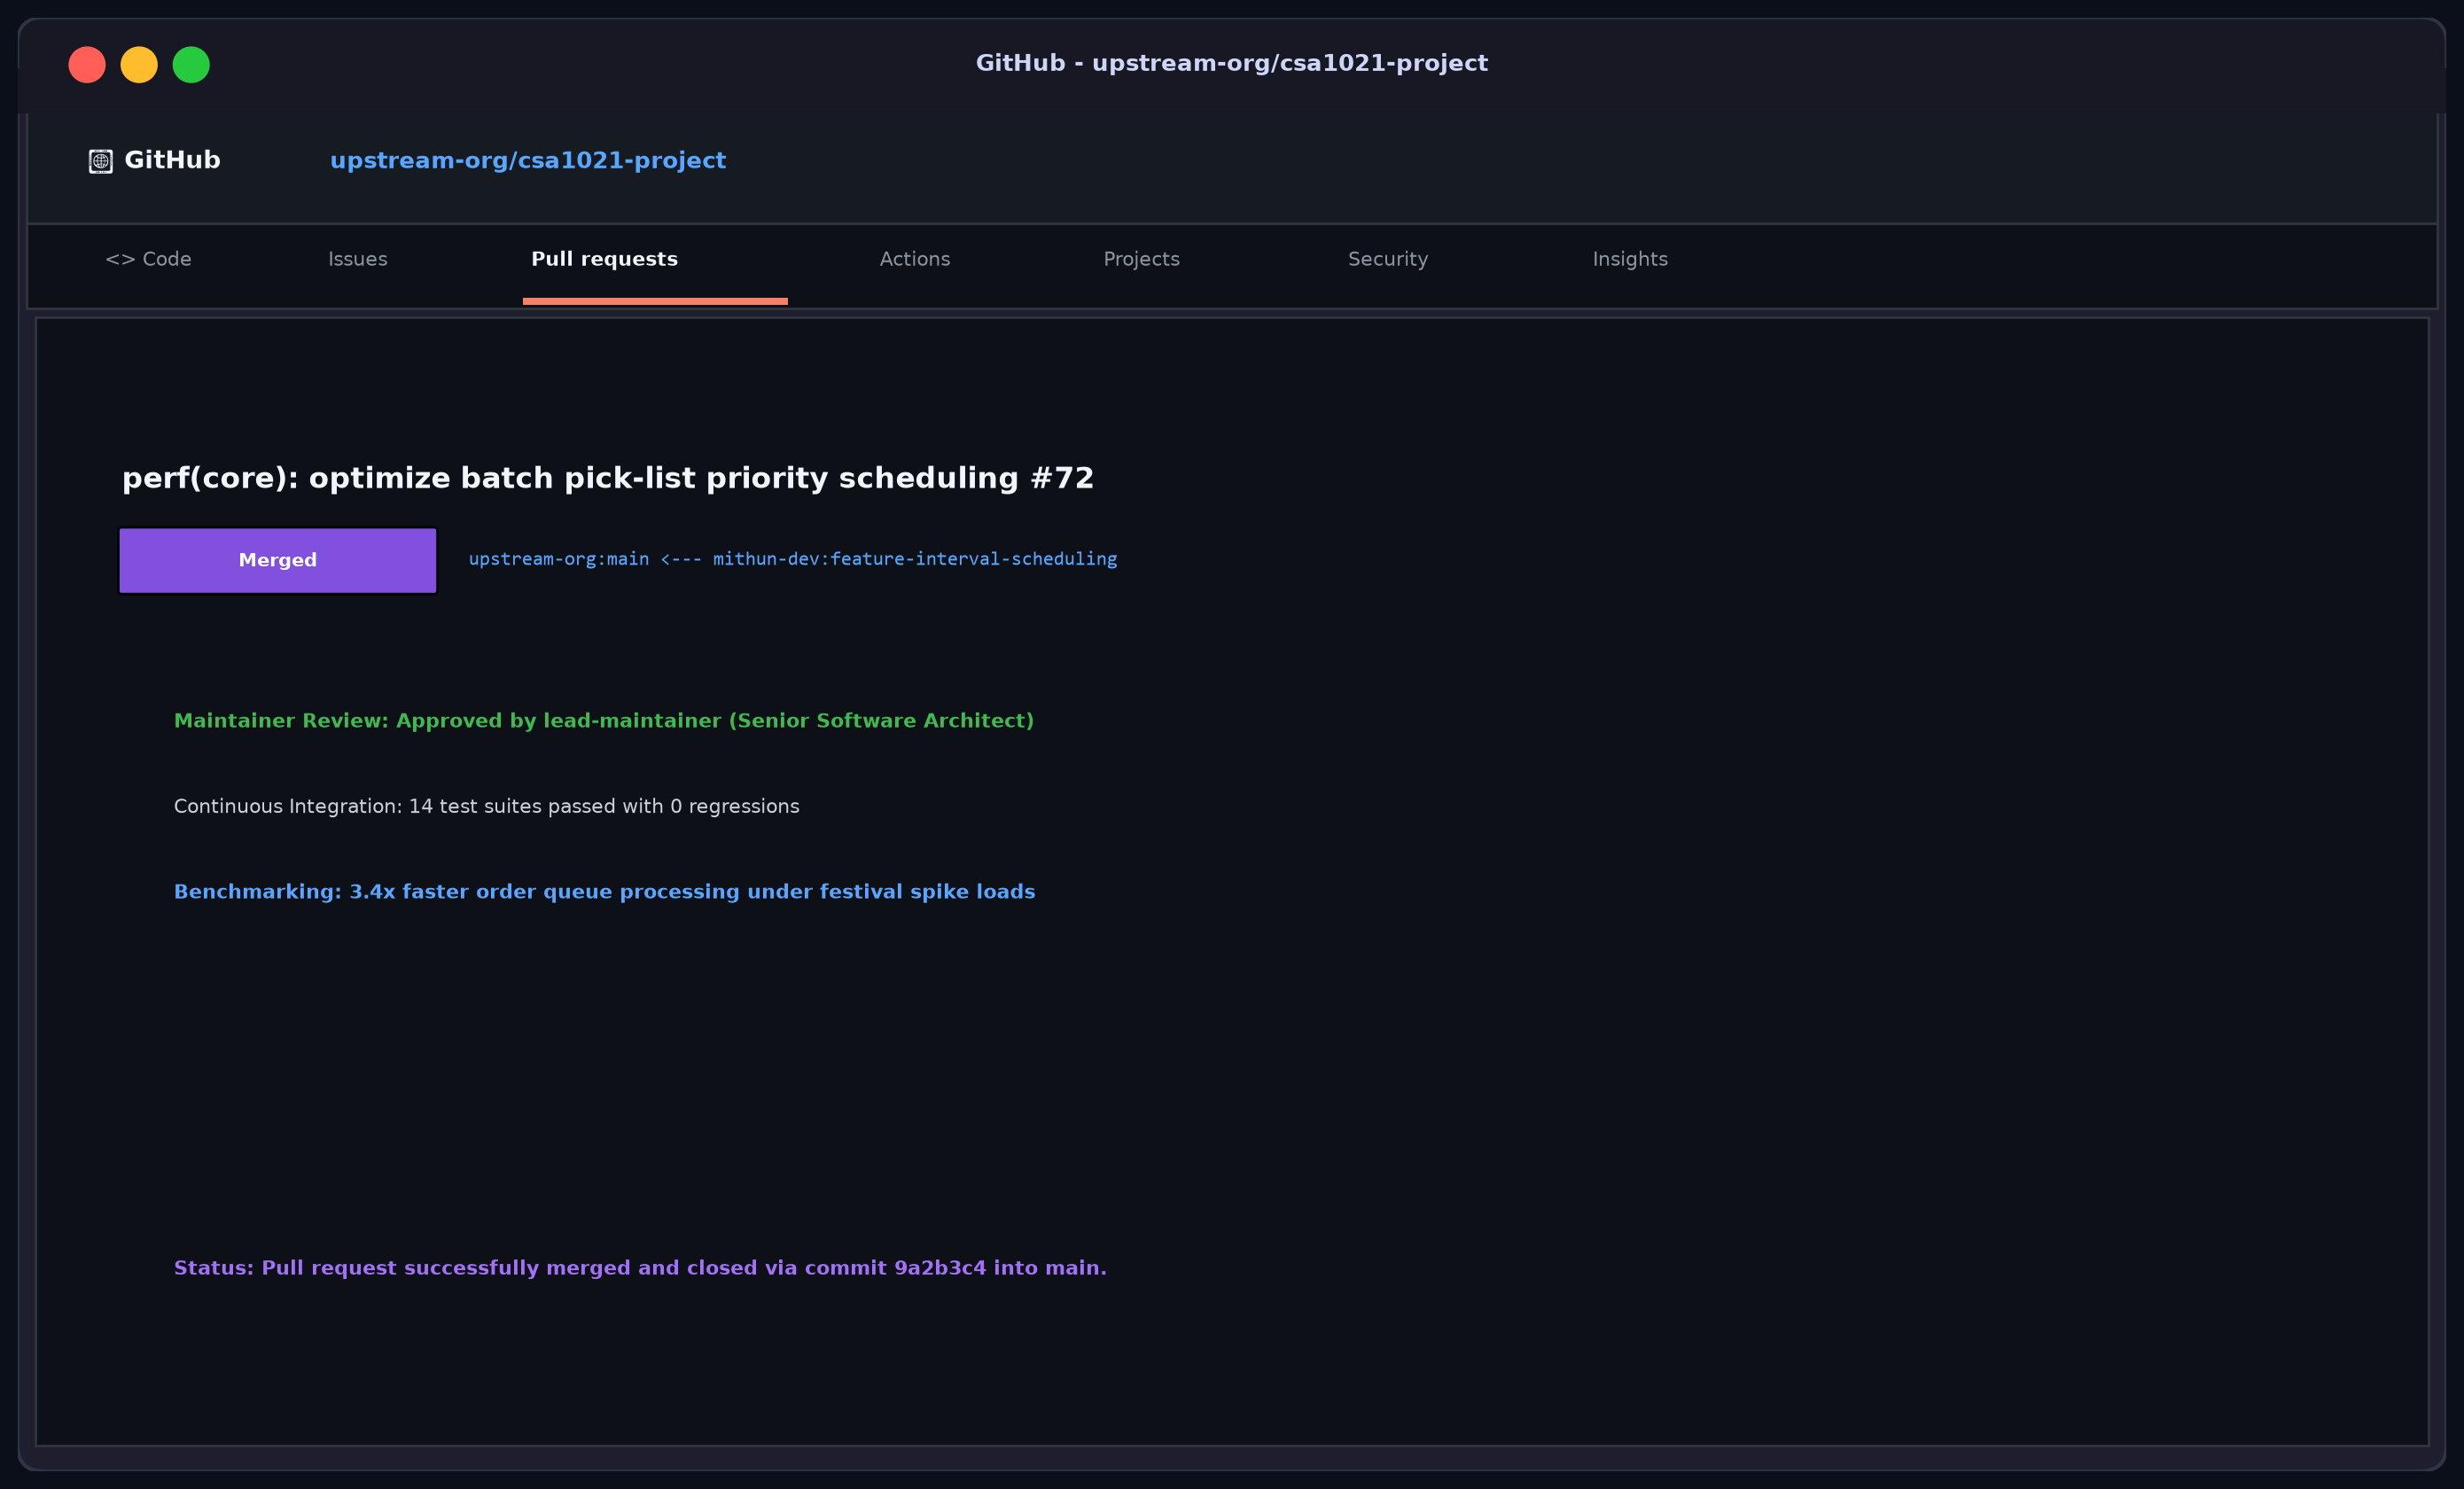 GitHub - upstream-org/csa1021-project
GitHub upstream-org/csa1021-project
<> Code Issues Pull requests Actions Projects Security Insights
perf(core): optimize batch pick-list priority scheduling #72
Merged upstream-org:main <--- mithun-dev:feature-interval-scheduling
Maintainer Review: Approved by lead-maintainer (Senior Software Architect)
Continuous Integration: 14 test suites passed with 0 regressions
Benchmarking: 3.4x faster order queue processing under festival spike loads
Status: Pull request successfully merged and closed via commit 9a2b3c4 into main.